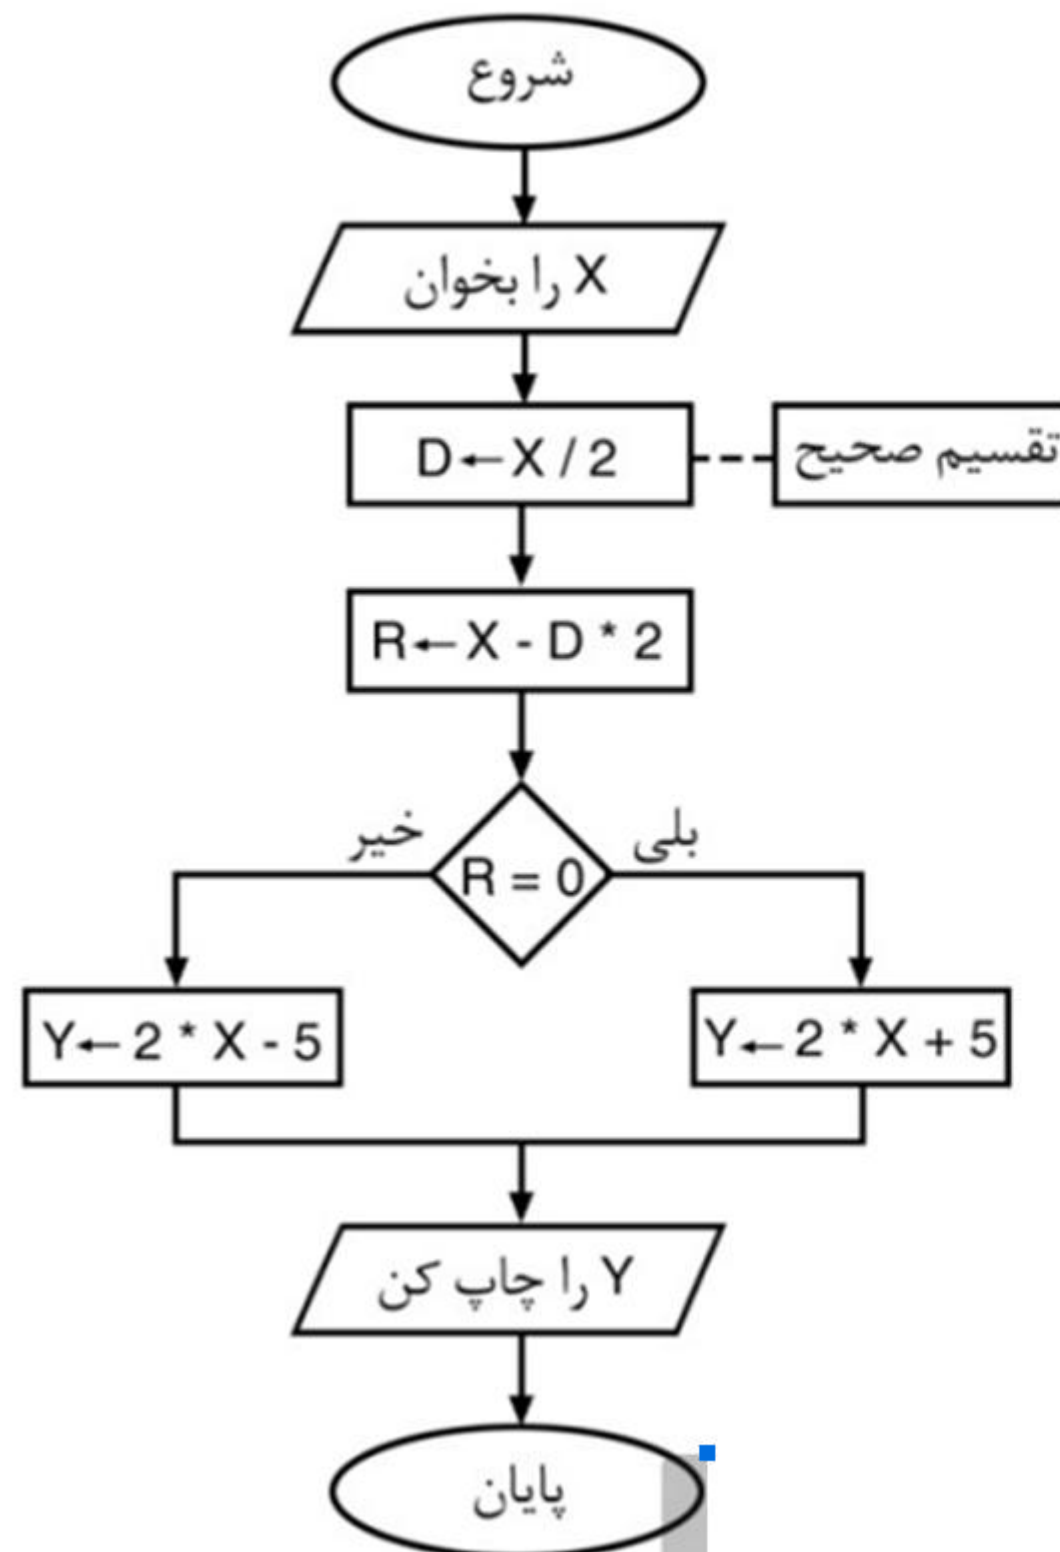 شروع
X را بخوان
D←X / 2
تقسیم صحیح
R←X - D * 2
R = 0
بلی
خیر
Y←2 * X + 5
Y←2 * X - 5
Y را چاپ کن
پایان